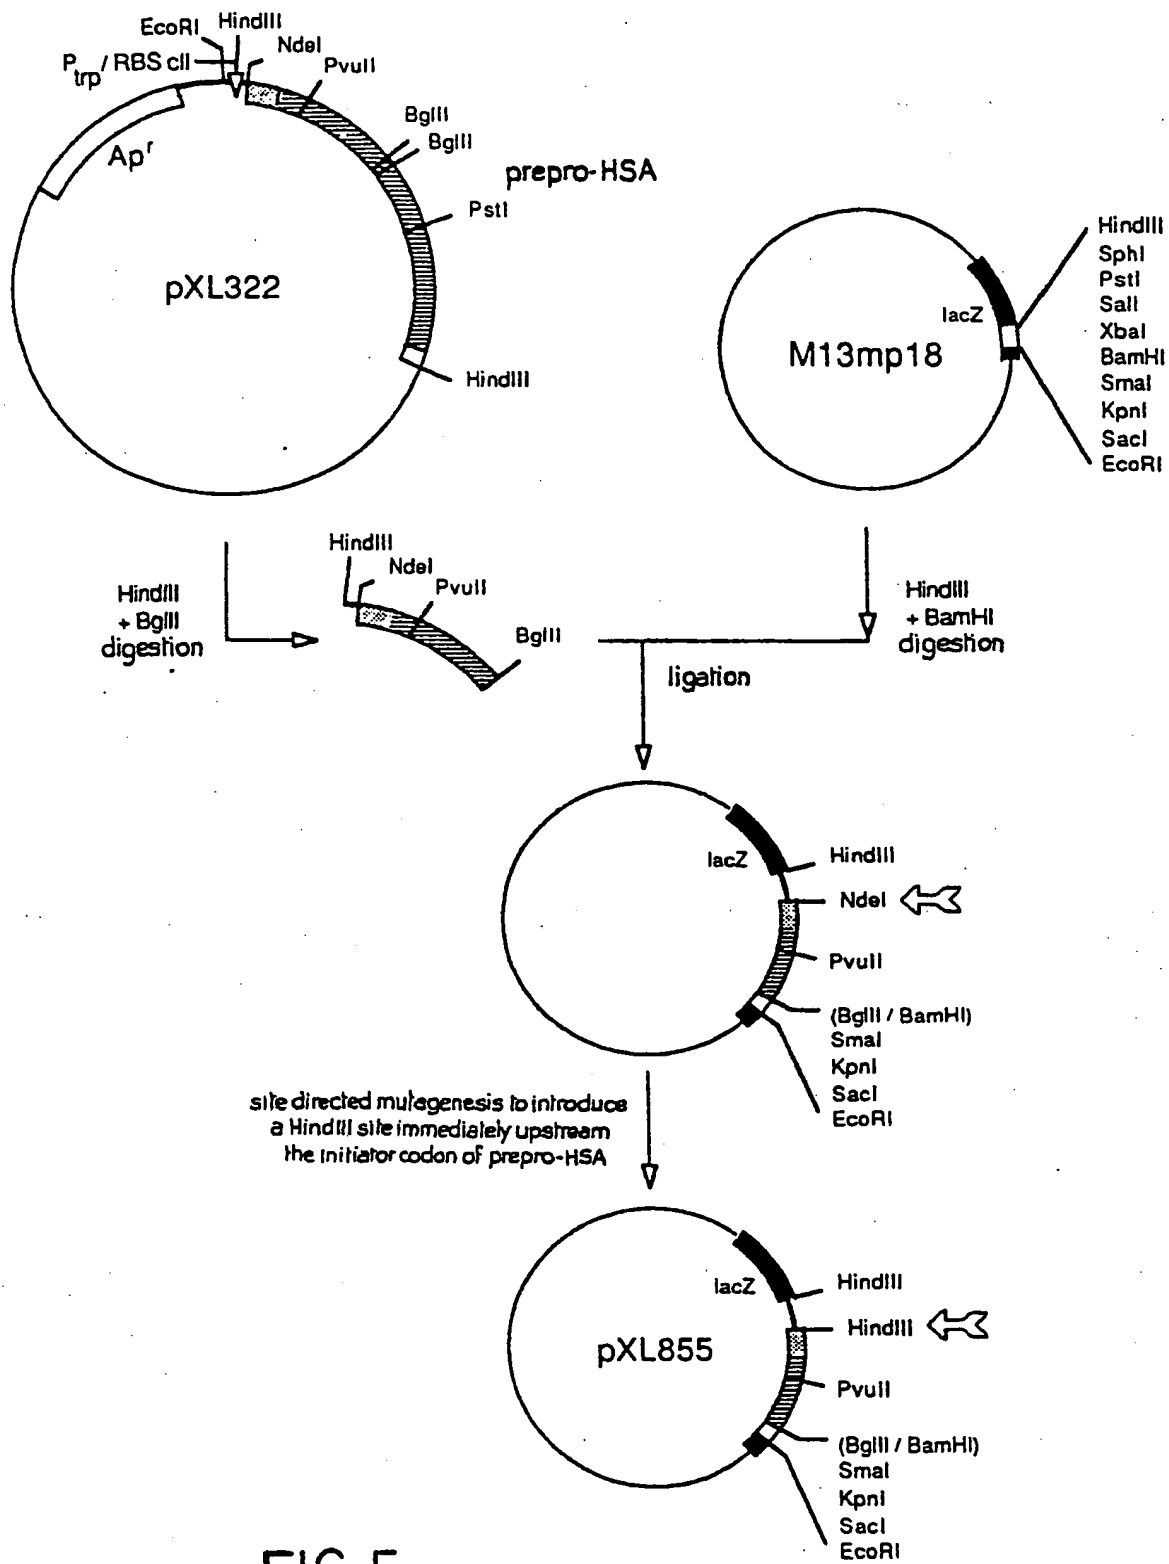 EcoRI
HindIII
P trp / RBS cII
NdeI
PvuII
BglII
BglII
prepro-HSA
Ap r
PstI
pXL322
HindIII
HindIII
SphI
PstI
SalI
XbaI
BamHI
SmaI
KpnI
SacI
EcoRI
lacZ
M13mp18
HindIII
+ BglII
digestion
HindIII
NdeI
PvuII
BglII
HindIII
+ BamHI
digestion
ligation
lacZ
HindIII
NdeI
PvuII
(BglII / BamHI)
SmaI
KpnI
SacI
EcoRI
site directed mutagenesis to introduce
a HindIII site immediately upstream
the initiator codon of prepro-HSA
lacZ
HindIII
HindIII
pXL855
PvuII
(BglII / BamHI)
SmaI
KpnI
SacI
EcoRI